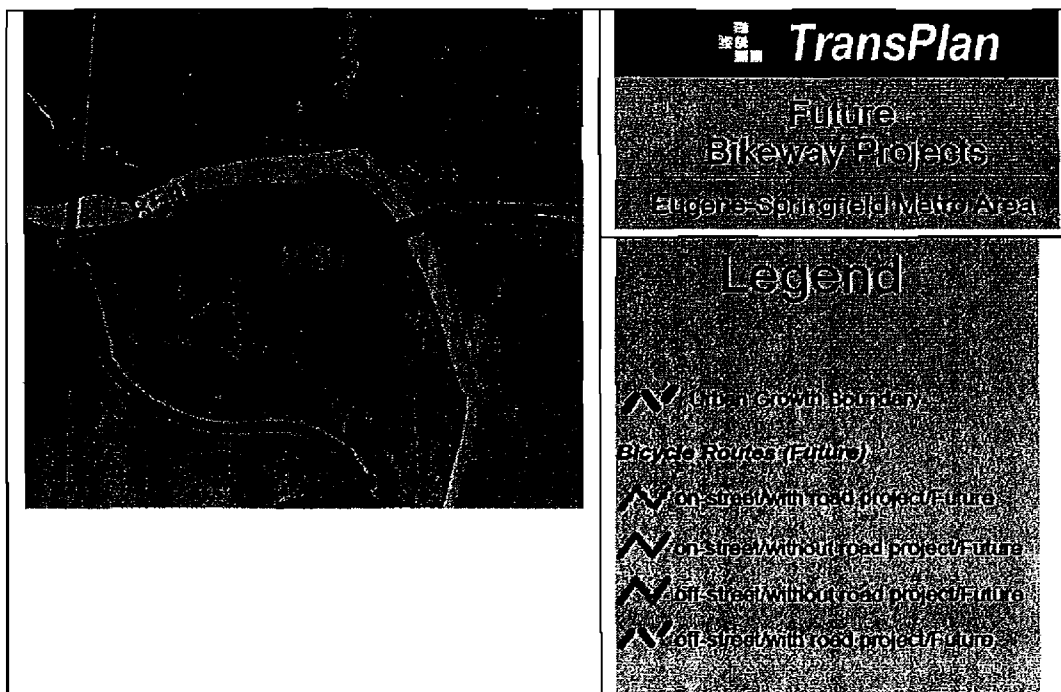 TransPlan
Future
Bikeway Projects
Eugene-Springfield Metro Area
Legend
Urban Growth Boundary
Bicycle Routes (Future)
on-street/with road project/Future
on-street/without road project/Future
off-street/without road project/Future
off-street/with road project/Future